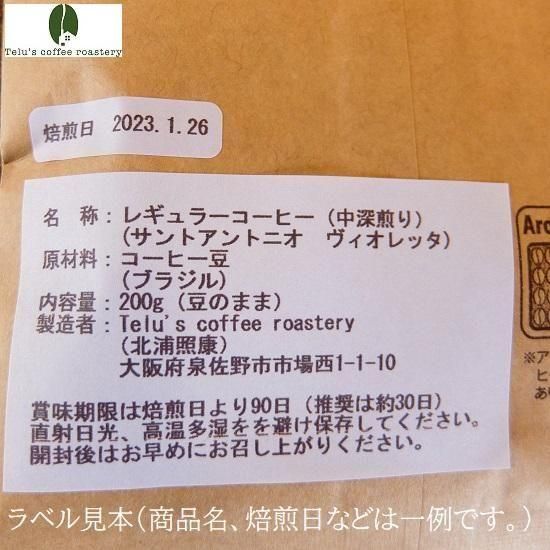 Telu's coffee roastery
焙煎日 2023.1.26
名　称：レギュラーコーヒー（中深煎り）
（サントアントニオ　ヴィオレッタ）
原材料：コーヒー豆
（ブラジル）
内容量：200g（豆のまま）
製造者：Telu's coffee roastery
（北浦照康）
大阪府泉佐野市市場西1-1-10
賞味期限は焙煎日より90日（推奨は約30日）
直射日光、高温多湿をを避け保存してください。
開封後はお早めにお召し上がりください。
Aro
※ア
ヒ
あり
ラベル見本（商品名、焙煎日などは一例です。）